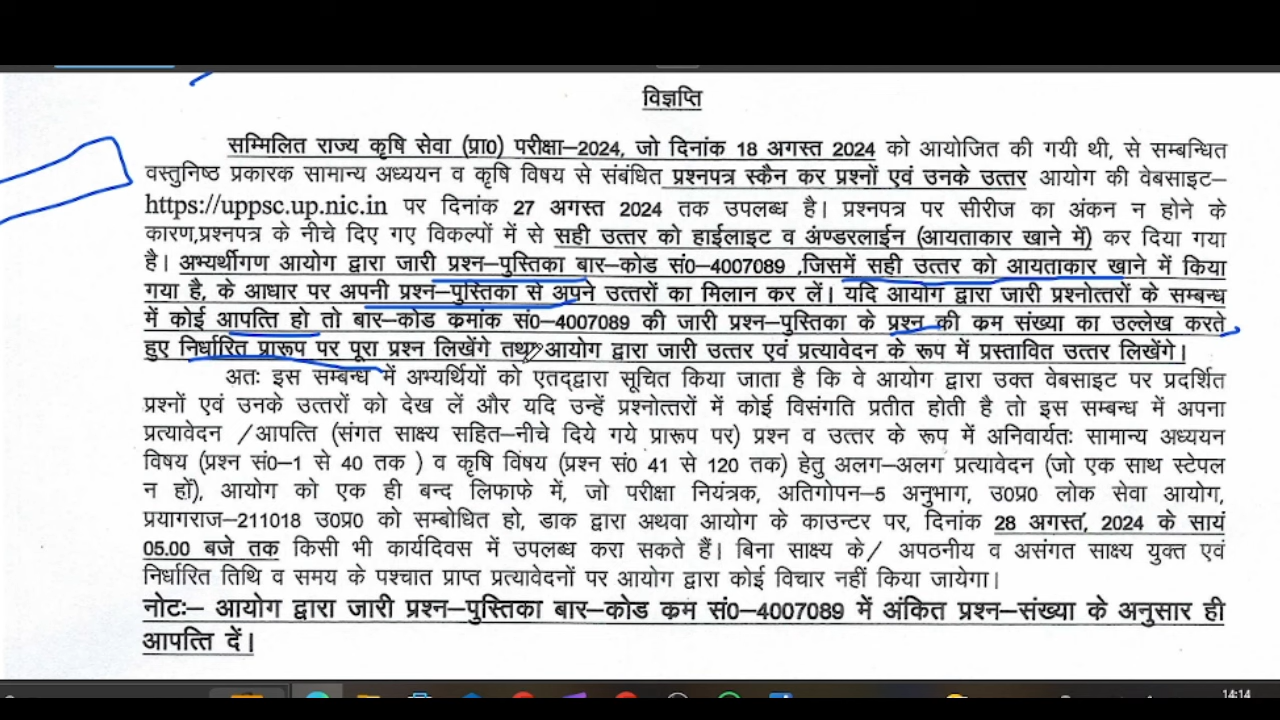 विज्ञप्ति
सम्मिलित राज्य कृषि सेवा (प्रा0) परीक्षा–2024, जो दिनांक 18 अगस्त 2024 को आयोजित की गयी थी, से सम्बन्धित
वस्तुनिष्ठ प्रकारक सामान्य अध्ययन व कृषि विषय से संबंधित प्रश्नपत्र स्कैन कर प्रश्नों एवं उनके उत्तर आयोग की वेबसाइट–
https://uppsc.up.nic.in पर दिनांक 27 अगस्त 2024 तक उपलब्ध है। प्रश्नपत्र पर सीरीज का अंकन न होने के
कारण,प्रश्नपत्र के नीचे दिए गए विकल्पों में से सही उत्तर को हाईलाइट व अंण्डरलाईन (आयताकार खाने में) कर दिया गया
है। अभ्यर्थीगण आयोग द्वारा जारी प्रश्न–पुस्तिका बार–कोड सं0–4007089 ,जिसमें सही उत्तर को आयताकार खाने में किया
गया है, के आधार पर अपनी प्रश्न–पुस्तिका से अपने उत्तरों का मिलान कर लें। यदि आयोग द्वारा जारी प्रश्नोत्तरों के सम्बन्ध
में कोई आपत्ति हो तो बार–कोड क्रमांक सं0–4007089 की जारी प्रश्न–पुस्तिका के प्रश्न की क्रम संख्या का उल्लेख करते
हुए निर्धारित प्रारूप पर पूरा प्रश्न लिखेंगे तथा आयोग द्वारा जारी उत्तर एवं प्रत्यावेदन के रूप में प्रस्तावित उत्तर लिखेंगे।
अतः इस सम्बन्ध में अभ्यर्थियों को एतद्द्वारा सूचित किया जाता है कि वे आयोग द्वारा उक्त वेबसाइट पर प्रदर्शित
प्रश्नों एवं उनके उत्तरों को देख लें और यदि उन्हें प्रश्नोत्तरों में कोई विसंगति प्रतीत होती है तो इस सम्बन्ध में अपना
प्रत्यावेदन /आपत्ति (संगत साक्ष्य सहित–नीचे दिये गये प्रारूप पर) प्रश्न व उत्तर के रूप में अनिवार्यतः सामान्य अध्ययन
विषय (प्रश्न सं0–1 से 40 तक ) व कृषि विषय (प्रश्न सं0 41 से 120 तक) हेतु अलग–अलग प्रत्यावेदन (जो एक साथ स्टेपल
न हों), आयोग को एक ही बन्द लिफाफे में, जो परीक्षा नियंत्रक, अतिगोपन–5 अनुभाग, उ0प्र0 लोक सेवा आयोग,
प्रयागराज–211018 उ0प्र0 को सम्बोधित हो, डाक द्वारा अथवा आयोग के काउन्टर पर, दिनांक 28 अगस्त, 2024 के सायं
05.00 बजे तक किसी भी कार्यदिवस में उपलब्ध करा सकते हैं। बिना साक्ष्य के/ अपठनीय व असंगत साक्ष्य युक्त एवं
निर्धारित तिथि व समय के पश्चात प्राप्त प्रत्यावेदनों पर आयोग द्वारा कोई विचार नहीं किया जायेगा।
नोटः– आयोग द्वारा जारी प्रश्न–पुस्तिका बार–कोड क्रम सं0–4007089 में अंकित प्रश्न–संख्या के अनुसार ही
आपत्ति दें।
14:14